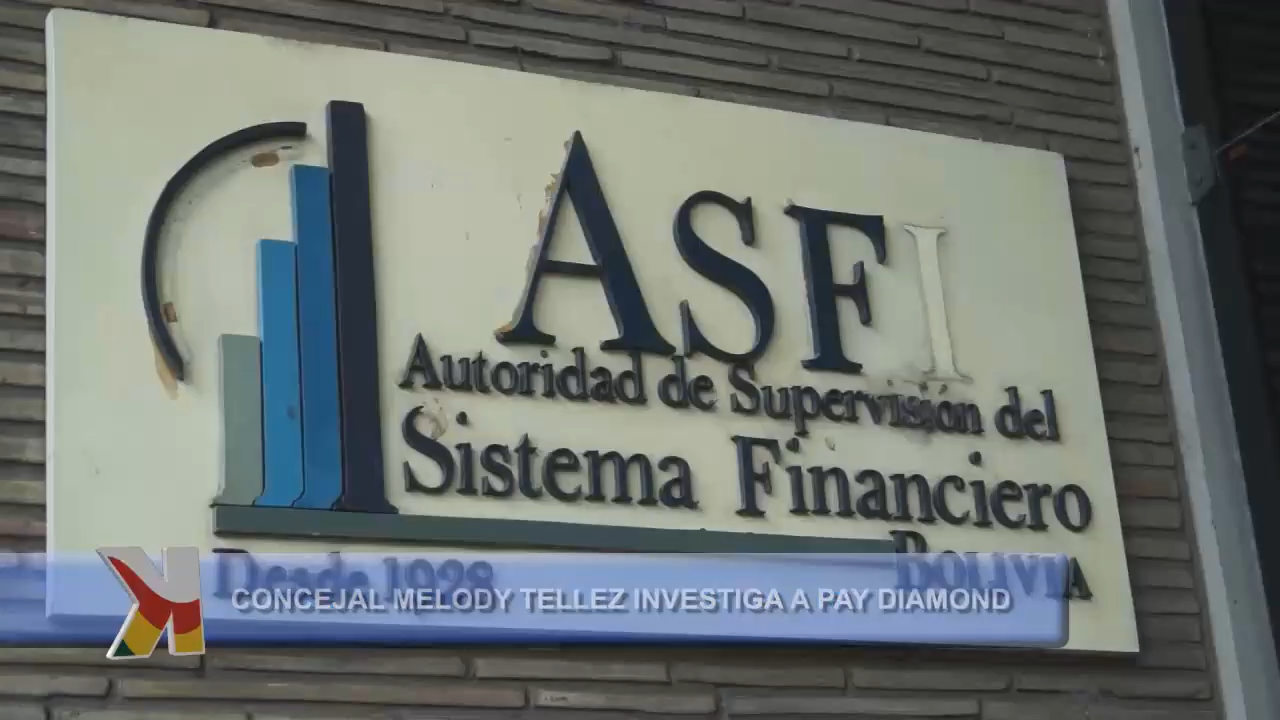 ASFI
Autoridad de Supervisión del
Sistema Financiero
BOLIVIA
Desde 1928
CONCEJAL MELODY TELLEZ INVESTIGA A PAY DIAMOND
K